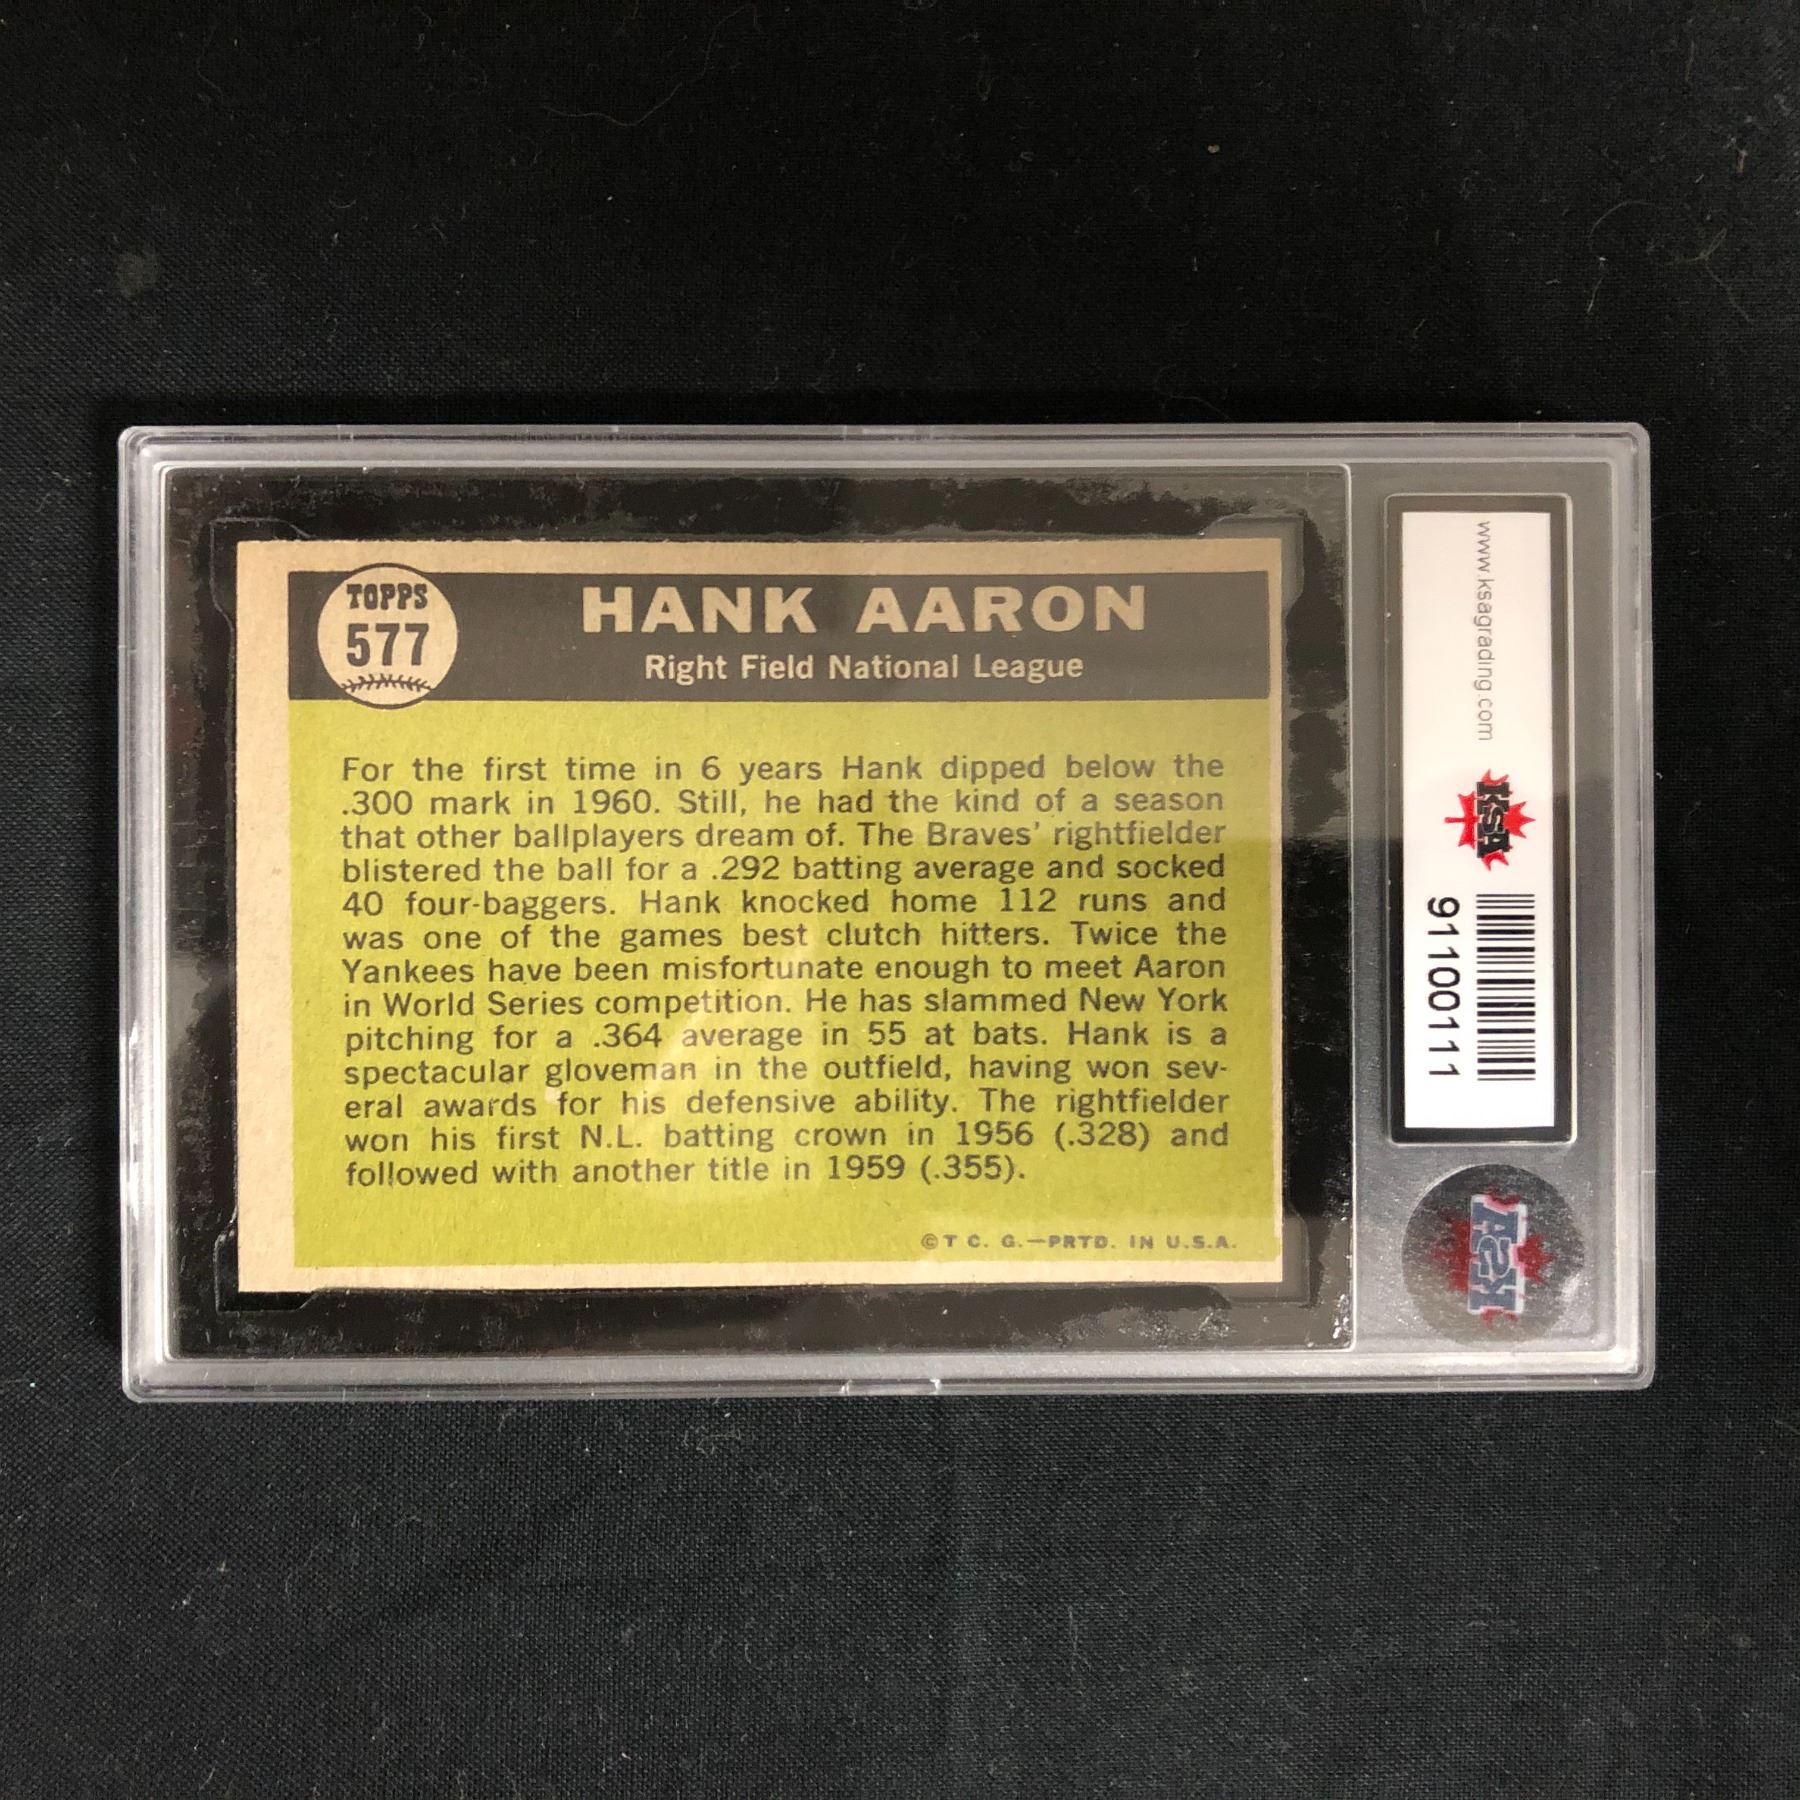 TOPPS
577
HANK AARON
Right Field National League
For the first time in 6 years Hank dipped below the
.300 mark in 1960. Still, he had the kind of a season
that other ballplayers dream of. The Braves' rightfielder
blistered the ball for a .292 batting average and socked
40 four-baggers. Hank knocked home 112 runs and
was one of the games best clutch hitters. Twice the
Yankees have been misfortunate enough to meet Aaron
in World Series competition. He has slammed New York
pitching for a .364 average in 55 at bats. Hank is a
spectacular gloveman in the outfield, having won sev-
eral awards for his defensive ability. The rightfielder
won his first N.L. batting crown in 1956 (.328) and
followed with another title in 1959 (.355).
©T C. G.—PRTD. IN U.S.A.
www.ksagrading.com
KSA
91100111
KSA